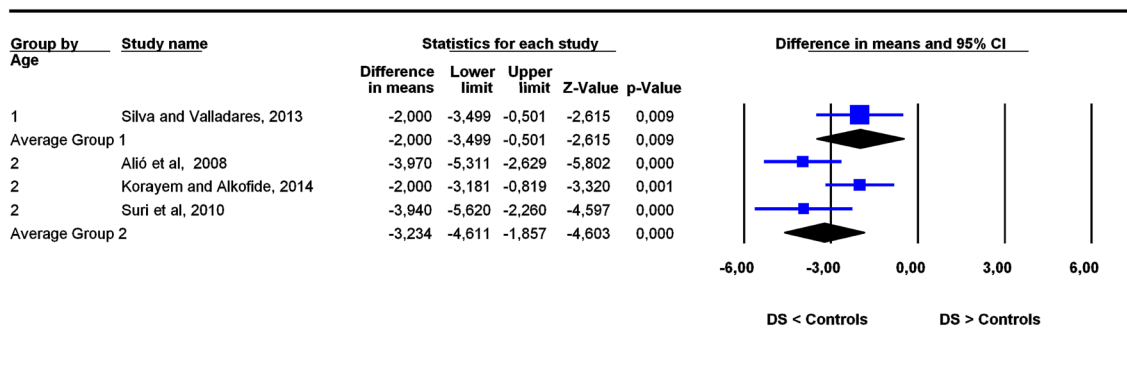 Group by Study name Statistics for each study Difference in means and 95% CI
Age
Difference Lower Upper
in means limit limit Z-Value p-Value
1 Silva and Valladares, 2013 -2,000 -3,499 -0,501 -2,615 0,009
Average Group 1 -2,000 -3,499 -0,501 -2,615 0,009
2 Alió et al, 2008 -3,970 -5,311 -2,629 -5,802 0,000
2 Korayem and Alkofide, 2014 -2,000 -3,181 -0,819 -3,320 0,001
2 Suri et al, 2010 -3,940 -5,620 -2,260 -4,597 0,000
Average Group 2 -3,234 -4,611 -1,857 -4,603 0,000
-6,00 -3,00 0,00 3,00 6,00
DS < Controls DS > Controls